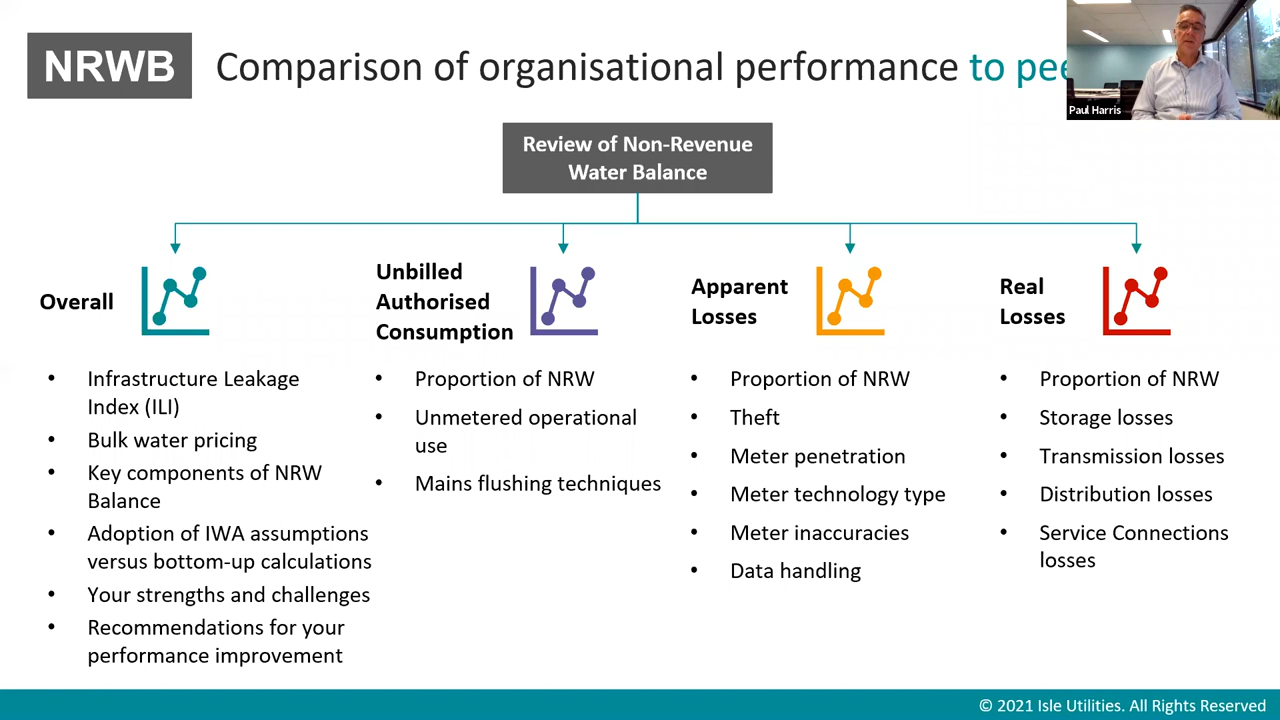 NRWB
Comparison of organisational performance to
Paul Harris
Review of Non-Revenue
Water Balance
Overall
• Infrastructure Leakage
Index (ILI)
• Bulk water pricing
• Key components of NRW
Balance
• Adoption of IWA assumptions
versus bottom-up calculations
• Your strengths and challenges
• Recommendations for your
performance improvement
Unbilled
Authorised
Consumption
• Proportion of NRW
• Unmetered operational
use
• Mains flushing techniques
Apparent
Losses
• Proportion of NRW
• Theft
• Meter penetration
• Meter technology type
• Meter inaccuracies
• Data handling
Real
Losses
• Proportion of NRW
• Storage losses
• Transmission losses
• Distribution losses
• Service Connections
losses
© 2021 Isle Utilities. All Rights Reserved